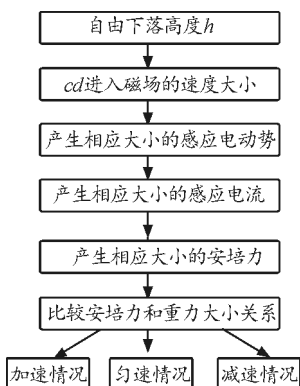 自由下落高度h
cd进入磁场的速度大小
产生相应大小的感应电动势
产生相应大小的感应电流
产生相应大小的安培力
比较安培力和重力大小关系
加速情况 匀速情况 减速情况